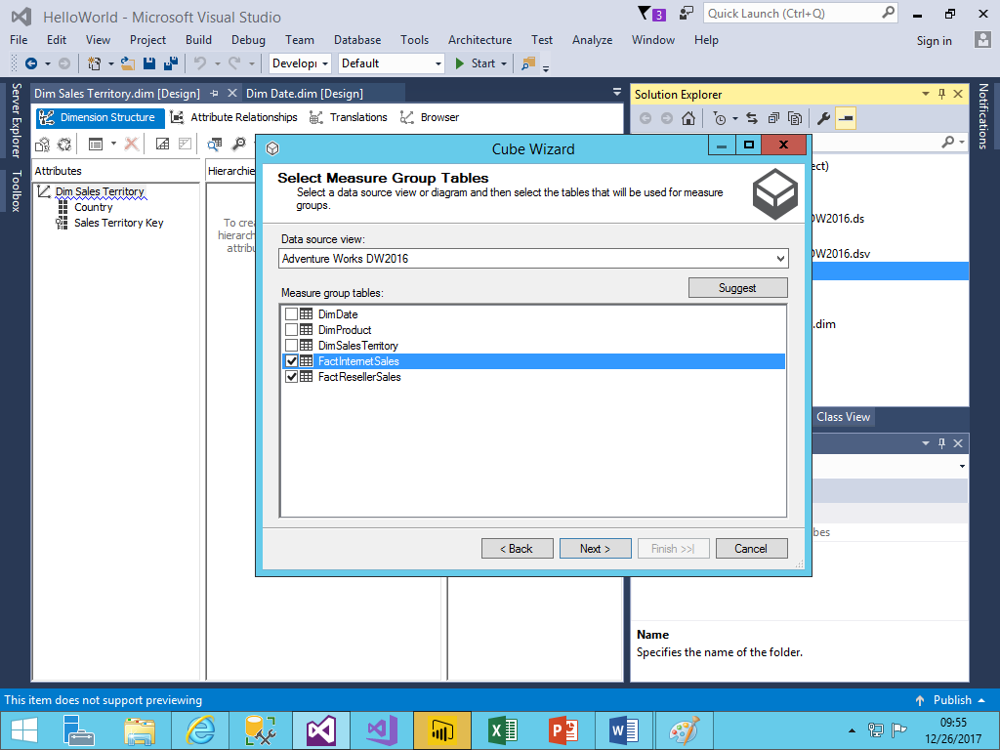 HelloWorld - Microsoft Visual Studio
3
Quick Launch (Ctrl+Q)
File Edit View Project Build Debug Team Database Tools Architecture Test Analyze Window Help
Sign in
Develop
Default
Start
Server Explorer
Toolbox
Dim Sales Territory.dim [Design]
Dim Date.dim [Design]
Dimension Structure
Attribute Relationships
Translations
Browser
Attributes
Dim Sales Territory
Country
Sales Territory Key
Hierarchie
To crea
hierarch
attribu
Cube Wizard
Select Measure Group Tables
Select a data source view or diagram and then select the tables that will be used for measure
groups.
Data source view:
Adventure Works DW2016
Suggest
Measure group tables:
DimDate
DimProduct
DimSalesTerritory
FactInternetSales
FactResellerSales
< Back
Next >
Finish >>|
Cancel
Solution Explorer
ect)
DW2016.ds
DW2016.dsv
.dim
Class View
bes
Name
Specifies the name of the folder.
Notifications
This item does not support previewing
Publish
09:55
12/26/2017